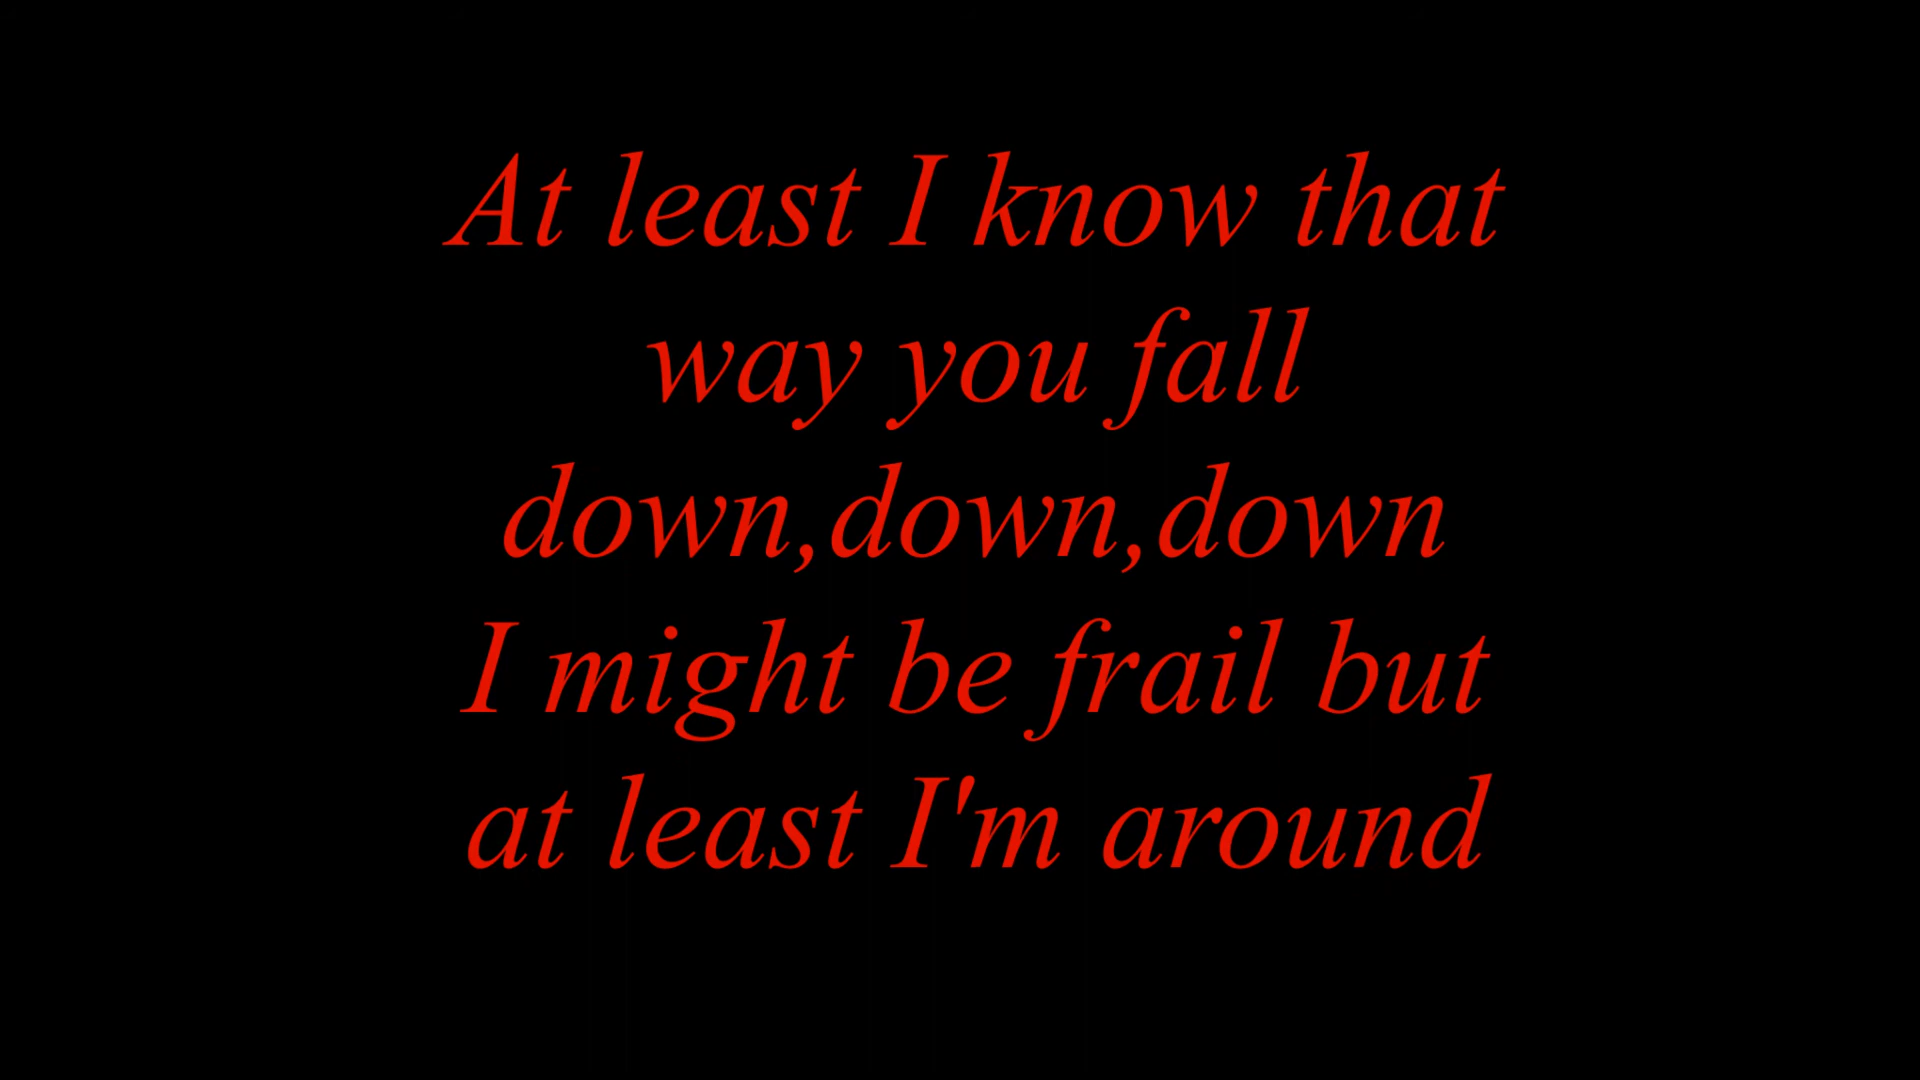 At least I know that
way you fall
down,down,down
I might be frail but
at least I'm around